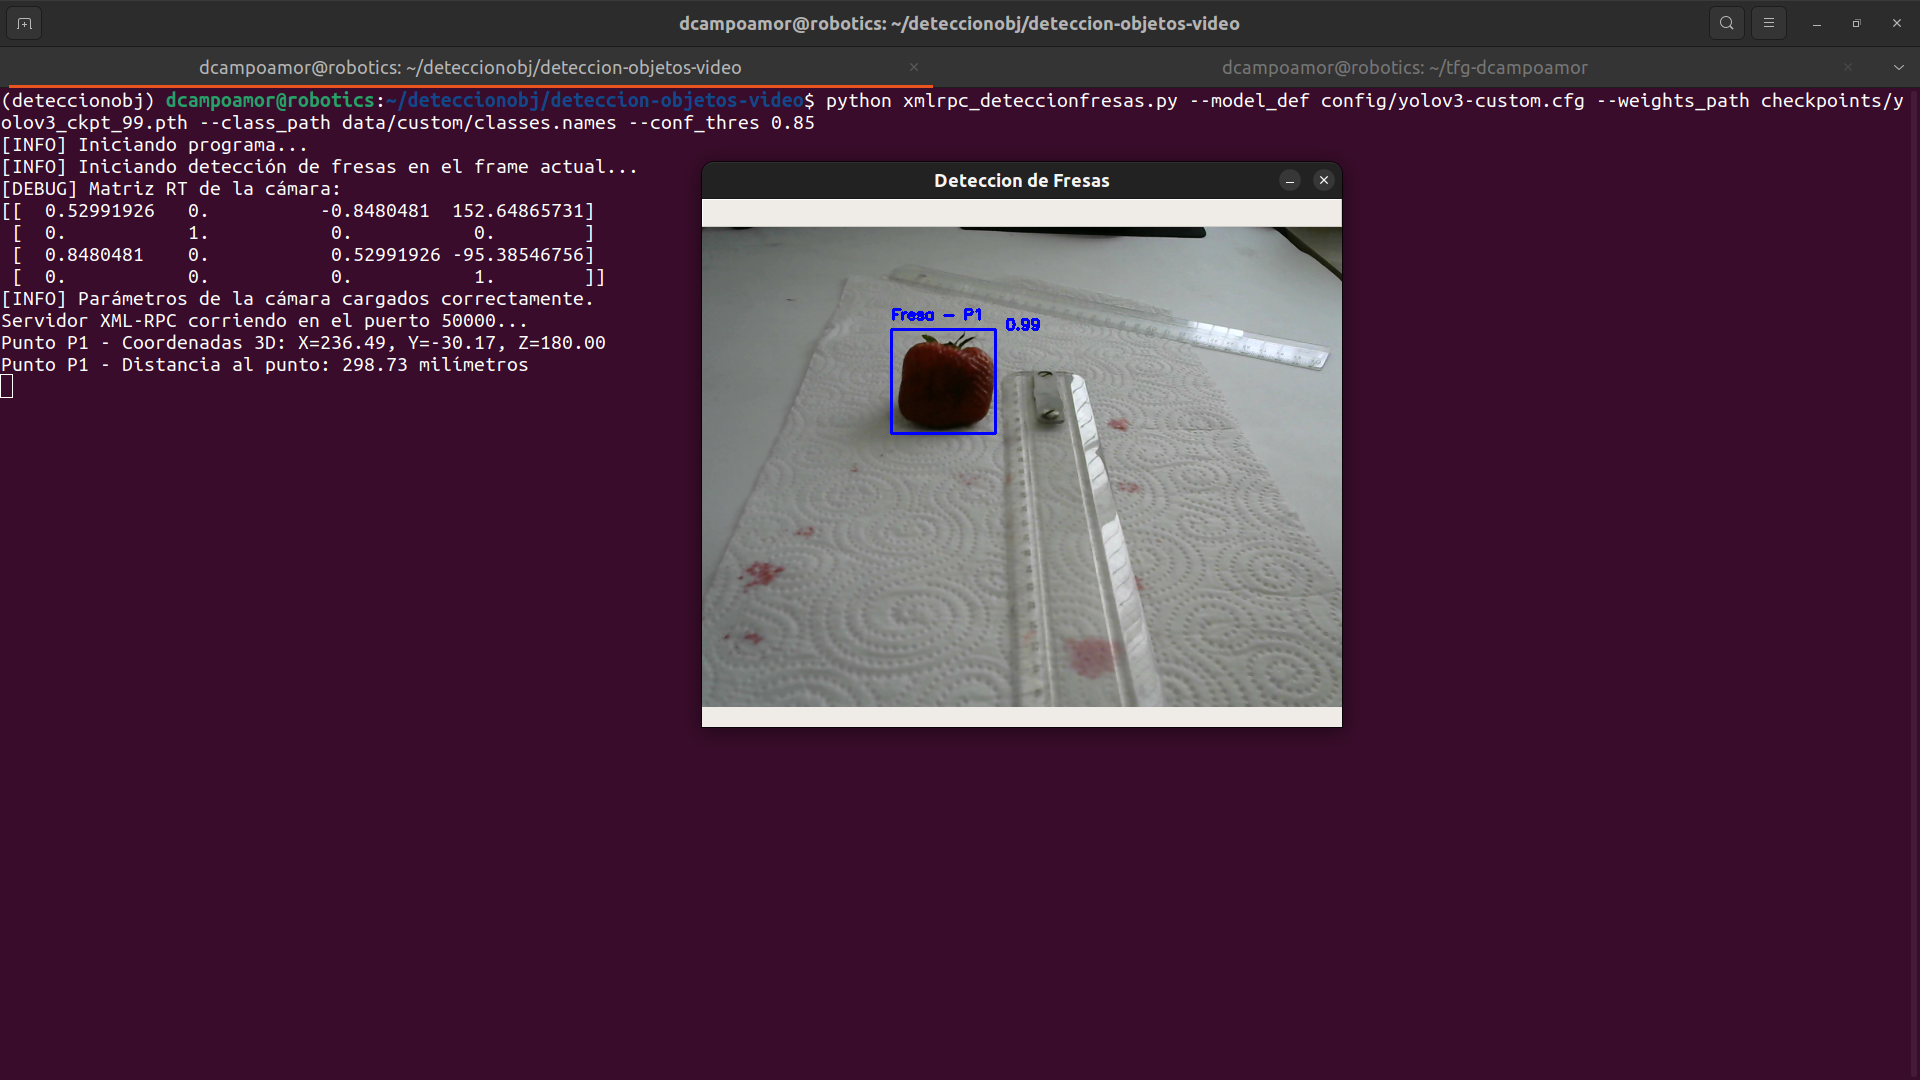 dcampoamor@robotics: ~/deteccionobj/deteccion-objetos-video
dcampoamor@robotics: ~/deteccionobj/deteccion-objetos-video
dcampoamor@robotics: ~/tfg-dcampoamor
(deteccionobj) dcampoamor@robotics:~/deteccionobj/deteccion-objetos-video$ python xmlrpc_deteccionfresas.py --model_def config/yolov3-custom.cfg --weights_path checkpoints/y
olov3_ckpt_99.pth --class_path data/custom/classes.names --conf_thres 0.85
[INFO] Iniciando programa...
[INFO] Iniciando detección de fresas en el frame actual...
[DEBUG] Matriz RT de la cámara:
[[  0.52991926   0.          -0.8480481  152.64865731]
 [  0.           1.           0.           0.        ]
 [  0.8480481    0.           0.52991926 -95.38546756]
 [  0.           0.           0.           1.        ]]
[INFO] Parámetros de la cámara cargados correctamente.
Servidor XML-RPC corriendo en el puerto 50000...
Punto P1 - Coordenadas 3D: X=236.49, Y=-30.17, Z=180.00
Punto P1 - Distancia al punto: 298.73 milímetros
Deteccion de Fresas
Fresa - P1
0.99